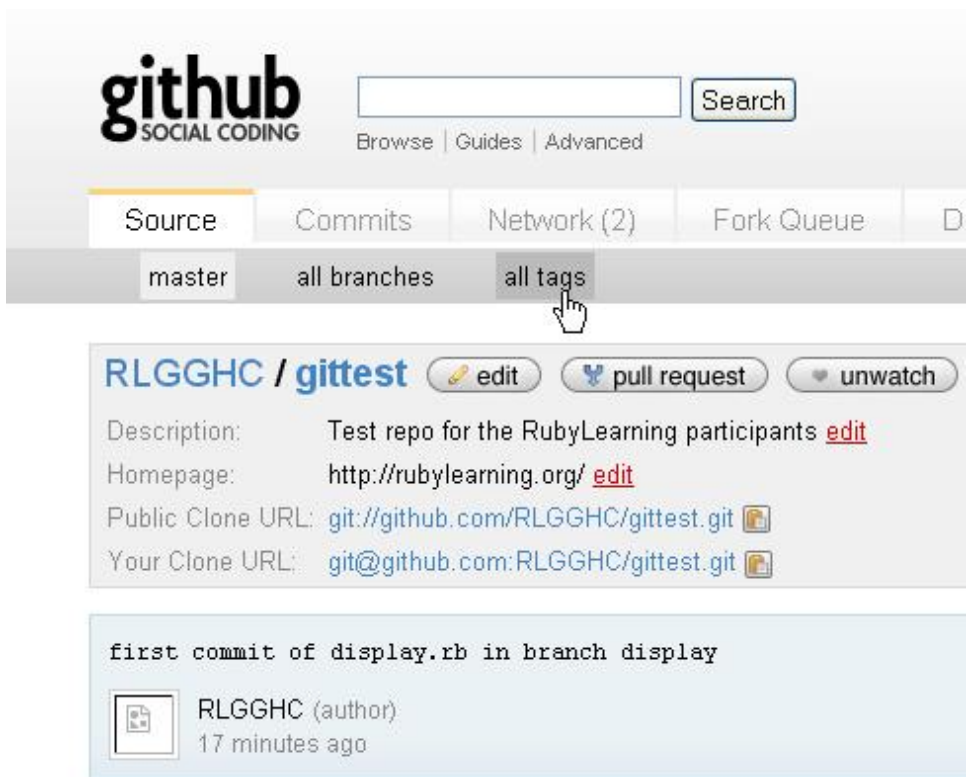 github
SOCIAL CODING
Search
Browse | Guides | Advanced
Source Commits Network (2) Fork Queue D
master all branches all tags
RLGGHC / gittest edit pull request unwatch
Description: Test repo for the RubyLearning participants edit
Homepage: http://rubylearning.org/ edit
Public Clone URL: git://github.com/RLGGHC/gittest.git
Your Clone URL: git@github.com:RLGGHC/gittest.git
first commit of display.rb in branch display
RLGGHC (author)
17 minutes ago